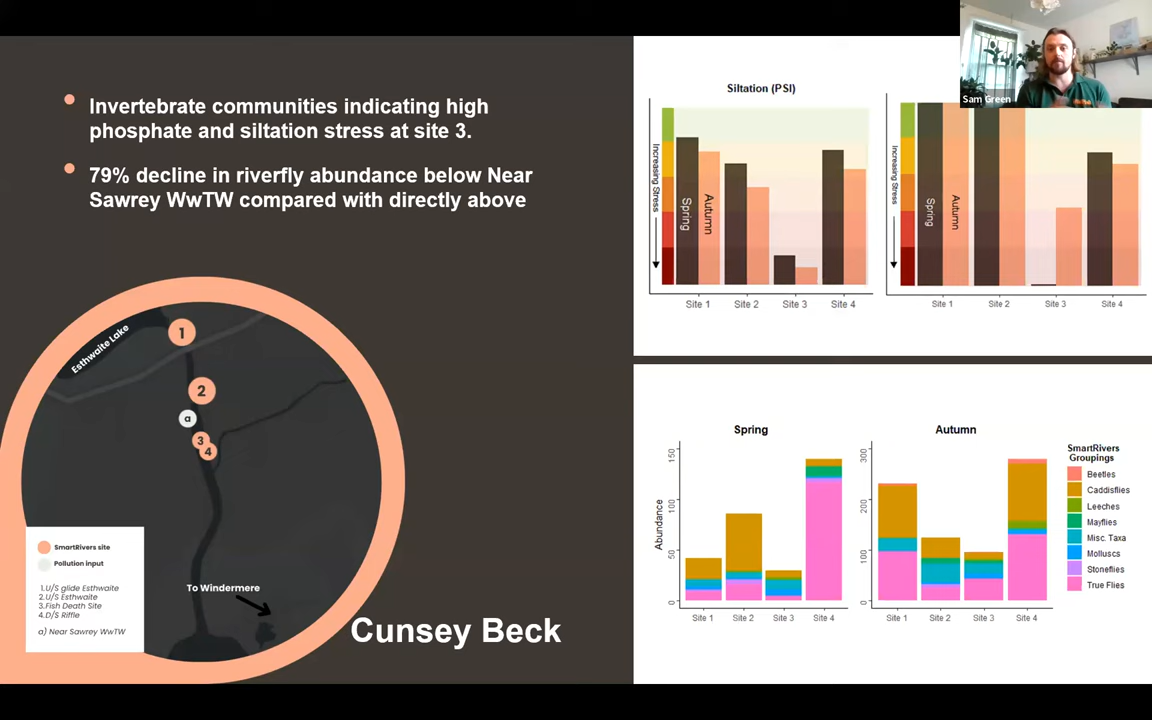 Invertebrate communities indicating high
phosphate and siltation stress at site 3.
79% decline in riverfly abundance below Near
Sawrey WwTW compared with directly above
Esthwaite Lake
1
2
a
3
4
SmartRivers site
Pollution input
1.U/S glide Esthwaite
2.U/S Esthwaite
3.Fish Death Site
4.D/S Riffle
a) Near Sawrey WwTW
To Windermere
Cunsey Beck
Siltation (PSI)
Increasing Stress
Spring
Autumn
Site 1
Site 2
Site 3
Site 4
Sam Green
Increasing Stress
Spring
Autumn
Site 1
Site 2
Site 3
Site 4
Spring
Abundance
150
100
50
0
Site 1
Site 2
Site 3
Site 4
Autumn
300
200
100
0
Site 1
Site 2
Site 3
Site 4
SmartRivers
Groupings
Beetles
Caddisflies
Leeches
Mayflies
Misc. Taxa
Molluscs
Stoneflies
True Flies